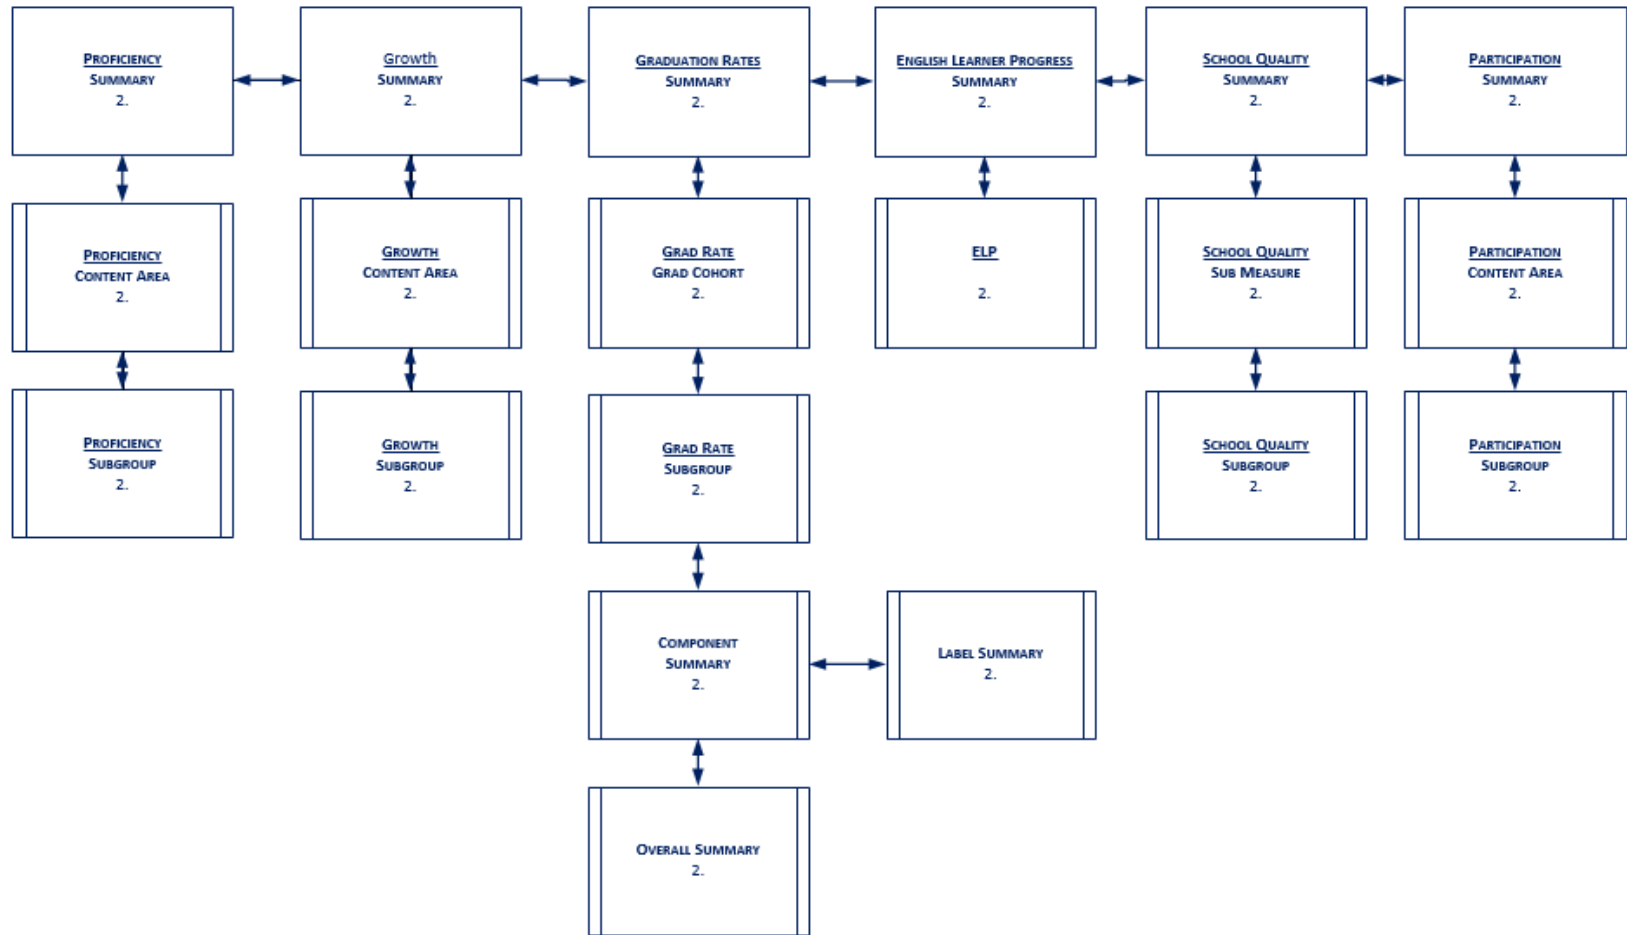 PROFICIENCY
SUMMARY
2.
Growth
SUMMARY
2.
GRADUATION RATES
SUMMARY
2.
ENGLISH LEARNER PROGRESS
SUMMARY
2.
SCHOOL QUALITY
SUMMARY
2.
PARTICIPATION
SUMMARY
2.
PROFICIENCY
CONTENT AREA
2.
GROWTH
CONTENT AREA
2.
GRAD RATE
GRAD COHORT
2.
ELP
2.
SCHOOL QUALITY
SUB MEASURE
2.
PARTICIPATION
CONTENT AREA
2.
PROFICIENCY
SUBGROUP
2.
GROWTH
SUBGROUP
2.
GRAD RATE
SUBGROUP
2.
SCHOOL QUALITY
SUBGROUP
2.
PARTICIPATION
SUBGROUP
2.
COMPONENT
SUMMARY
2.
LABEL SUMMARY
2.
OVERALL SUMMARY
2.